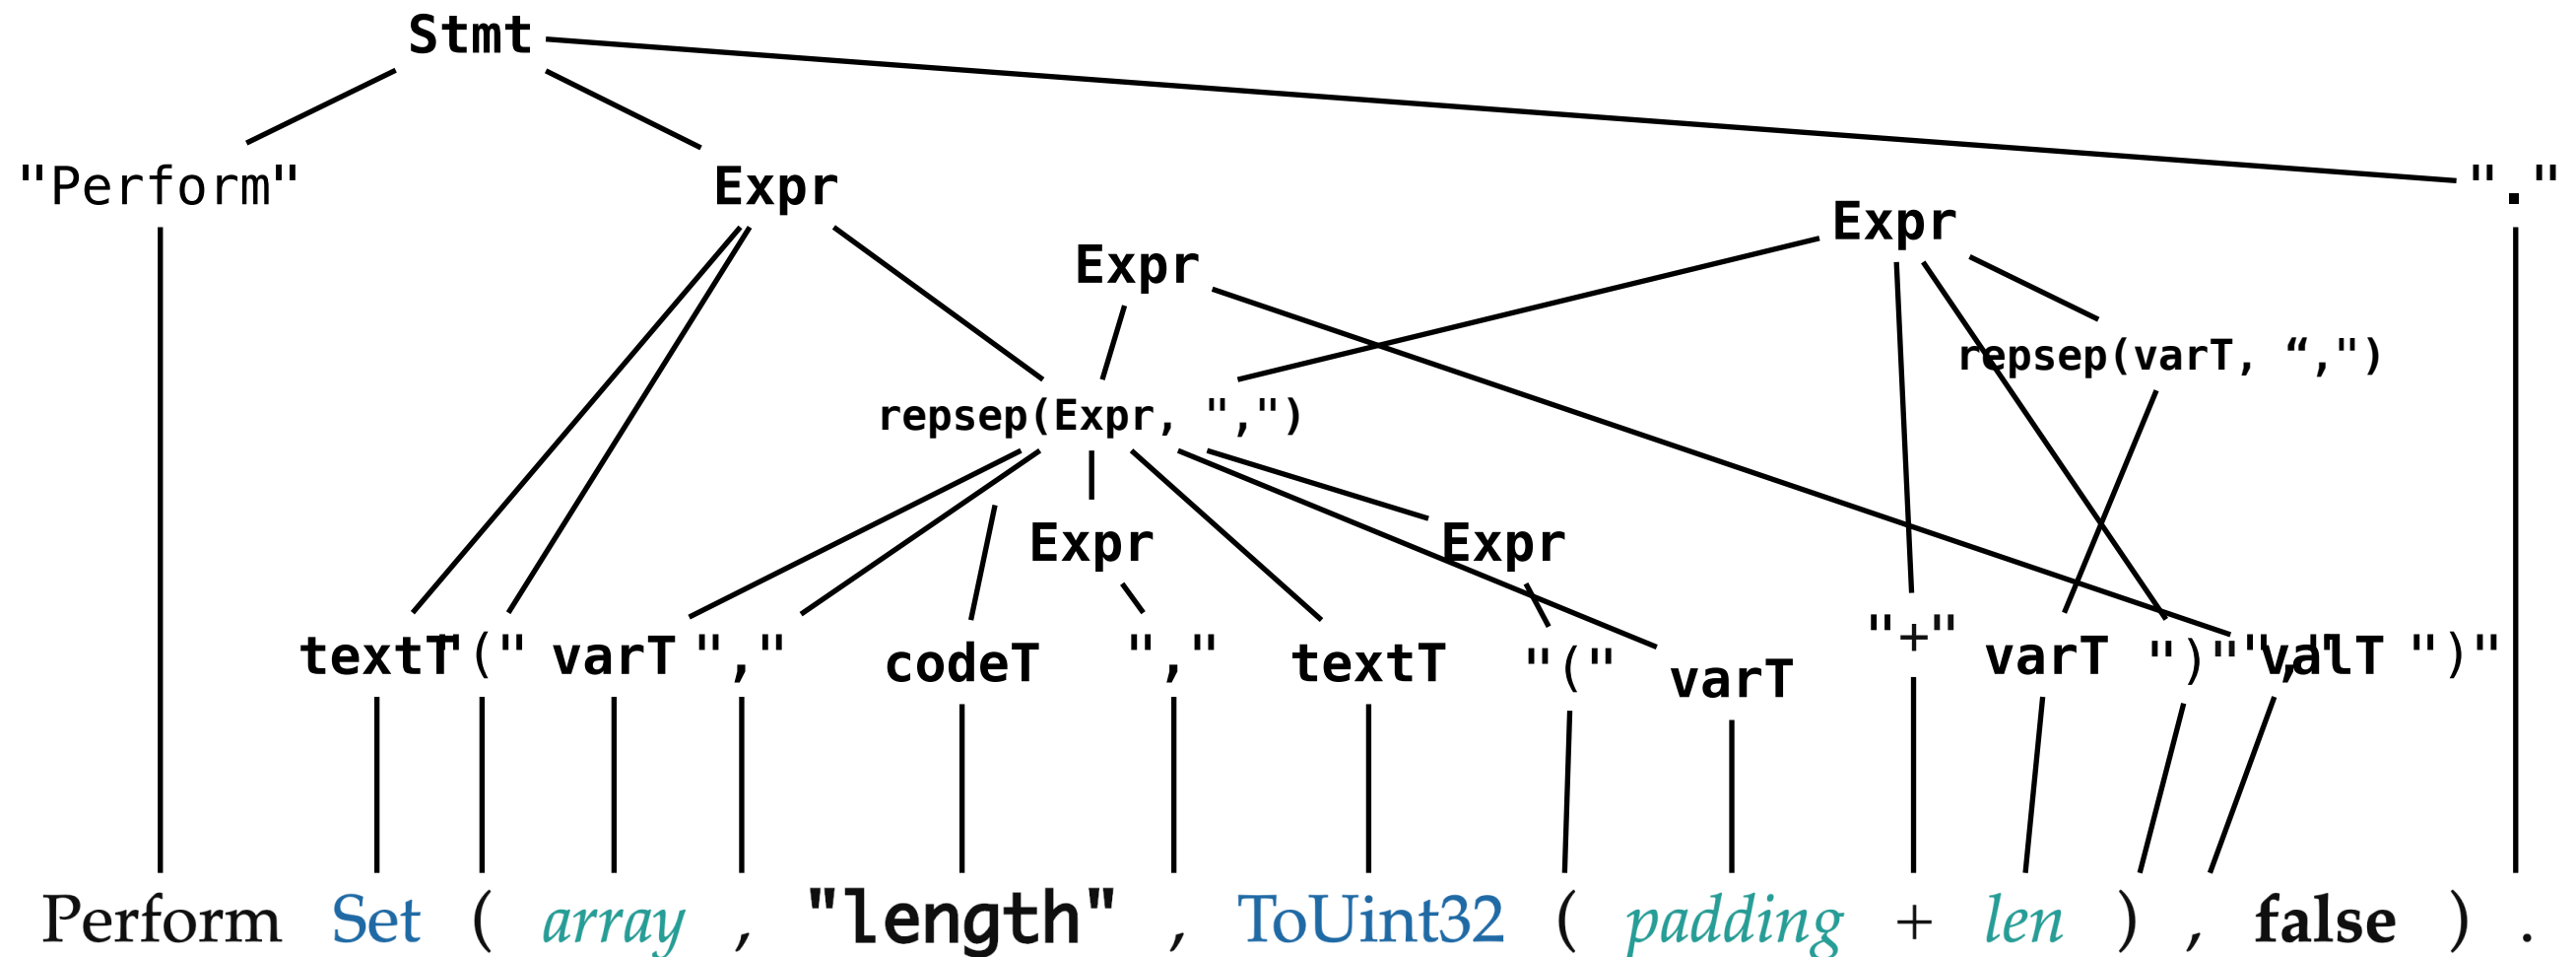 Stmt
"Perform" Expr "."
Expr
Expr
repsep(varT, “,")
repsep(Expr, ",")
Expr Expr
textT "(" varT "," codeT "," textT "(" varT "+" varT ")" "," valT ")"
Perform Set ( array , "length" , ToUint32 ( padding + len ) , false ) .